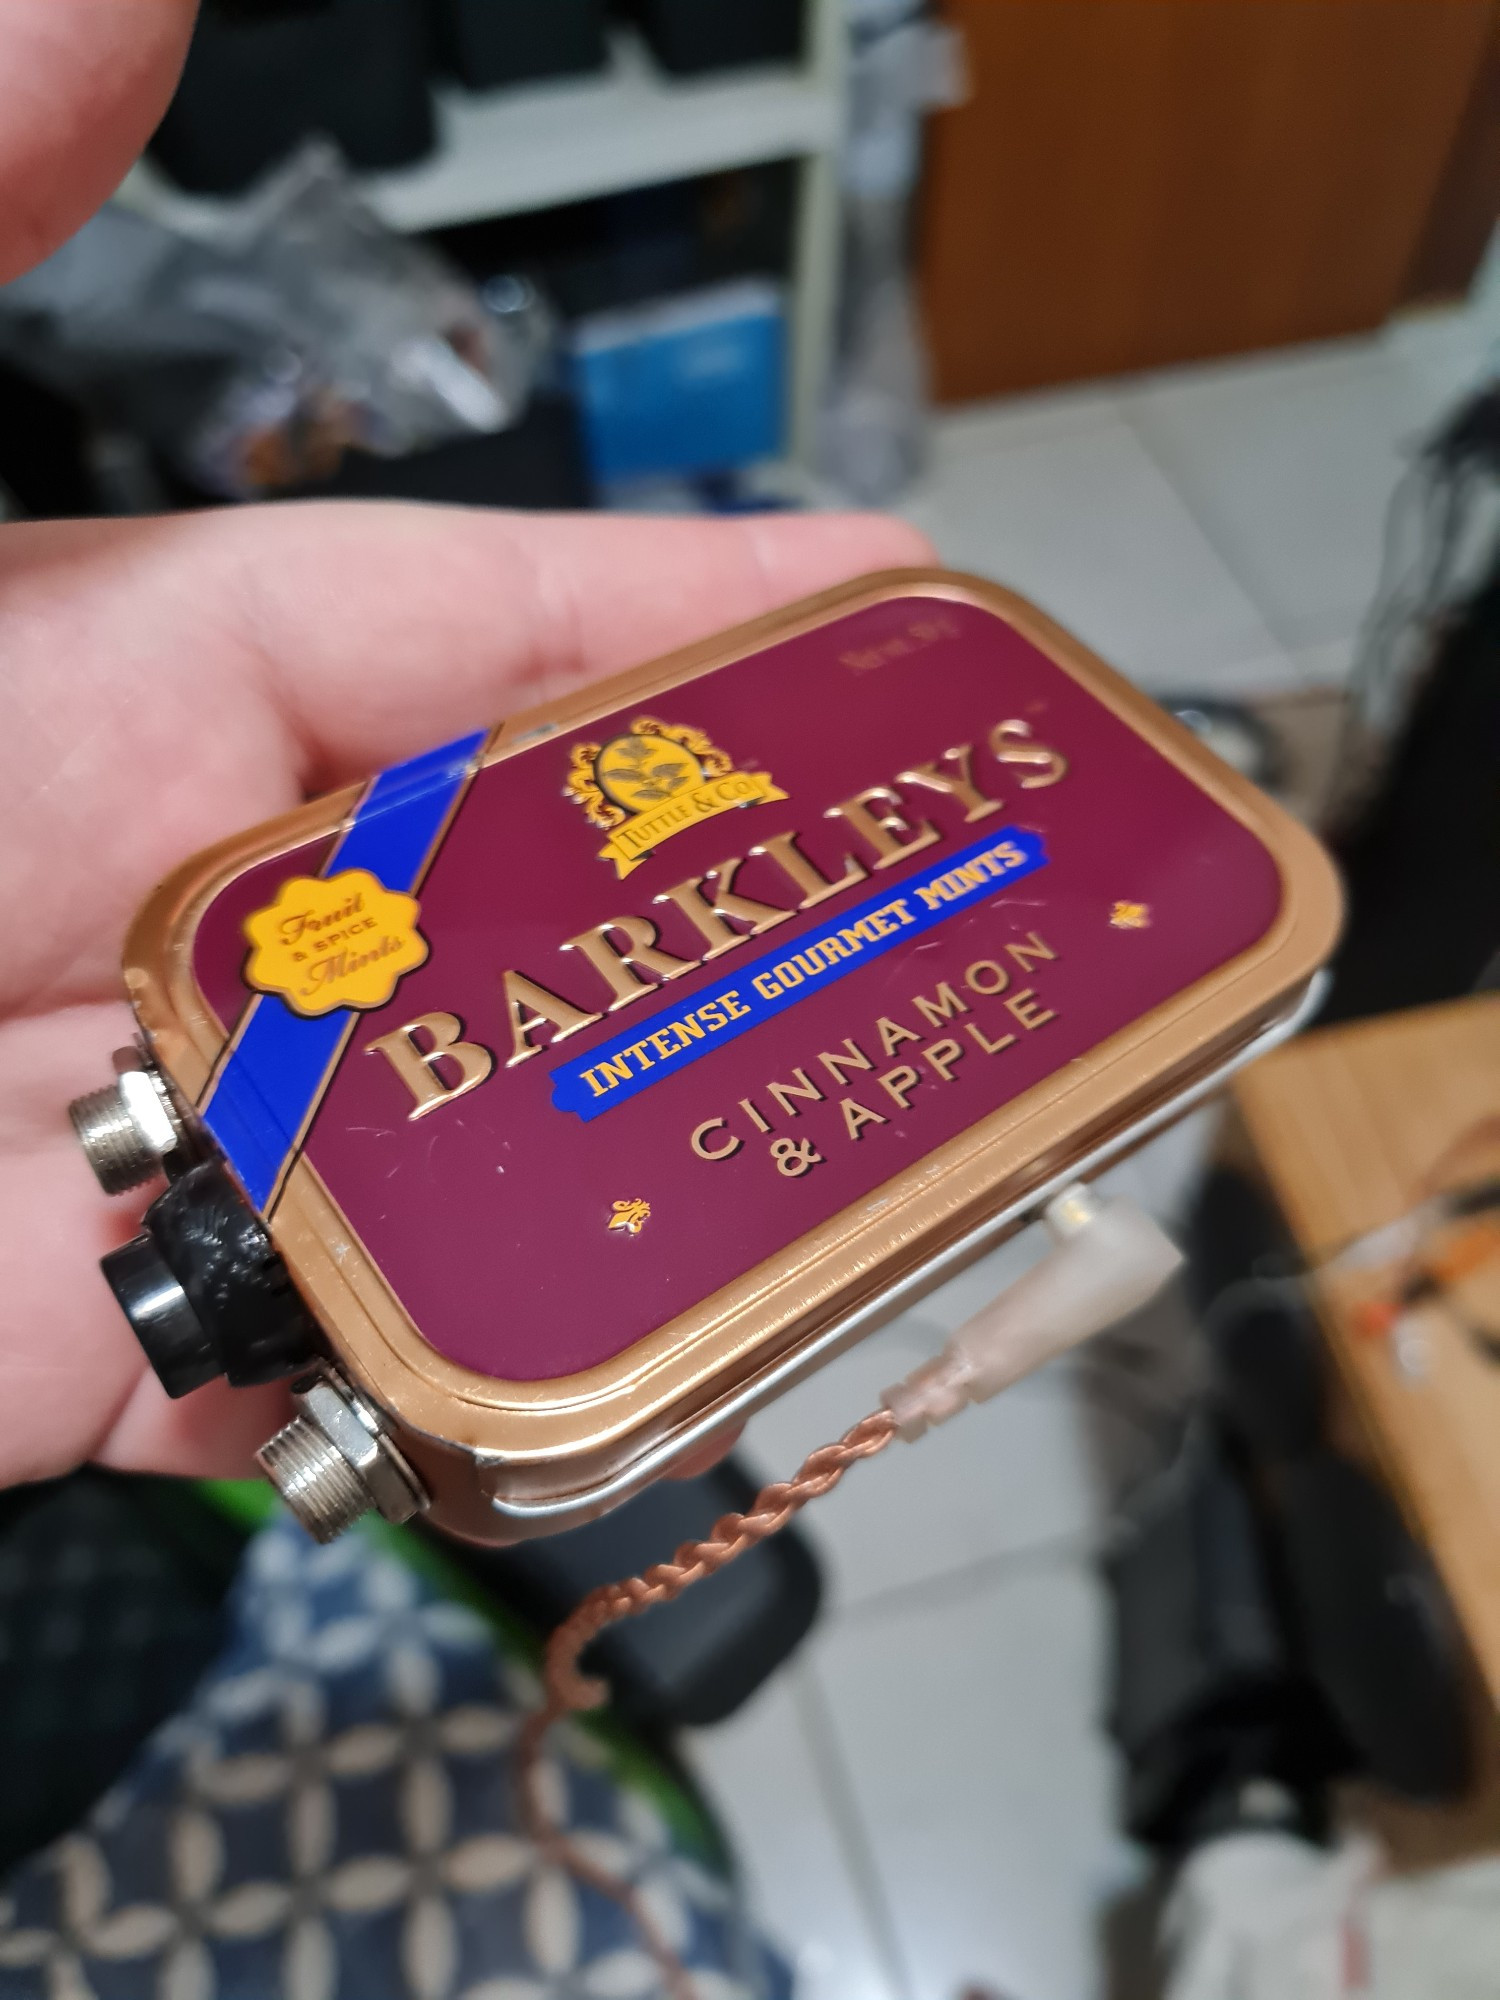 TUTTLE & CO
BARKLEYS
Fruit
& SPICE
Mints
INTENSE GOURMET MINTS
CINNAMON
& APPLE